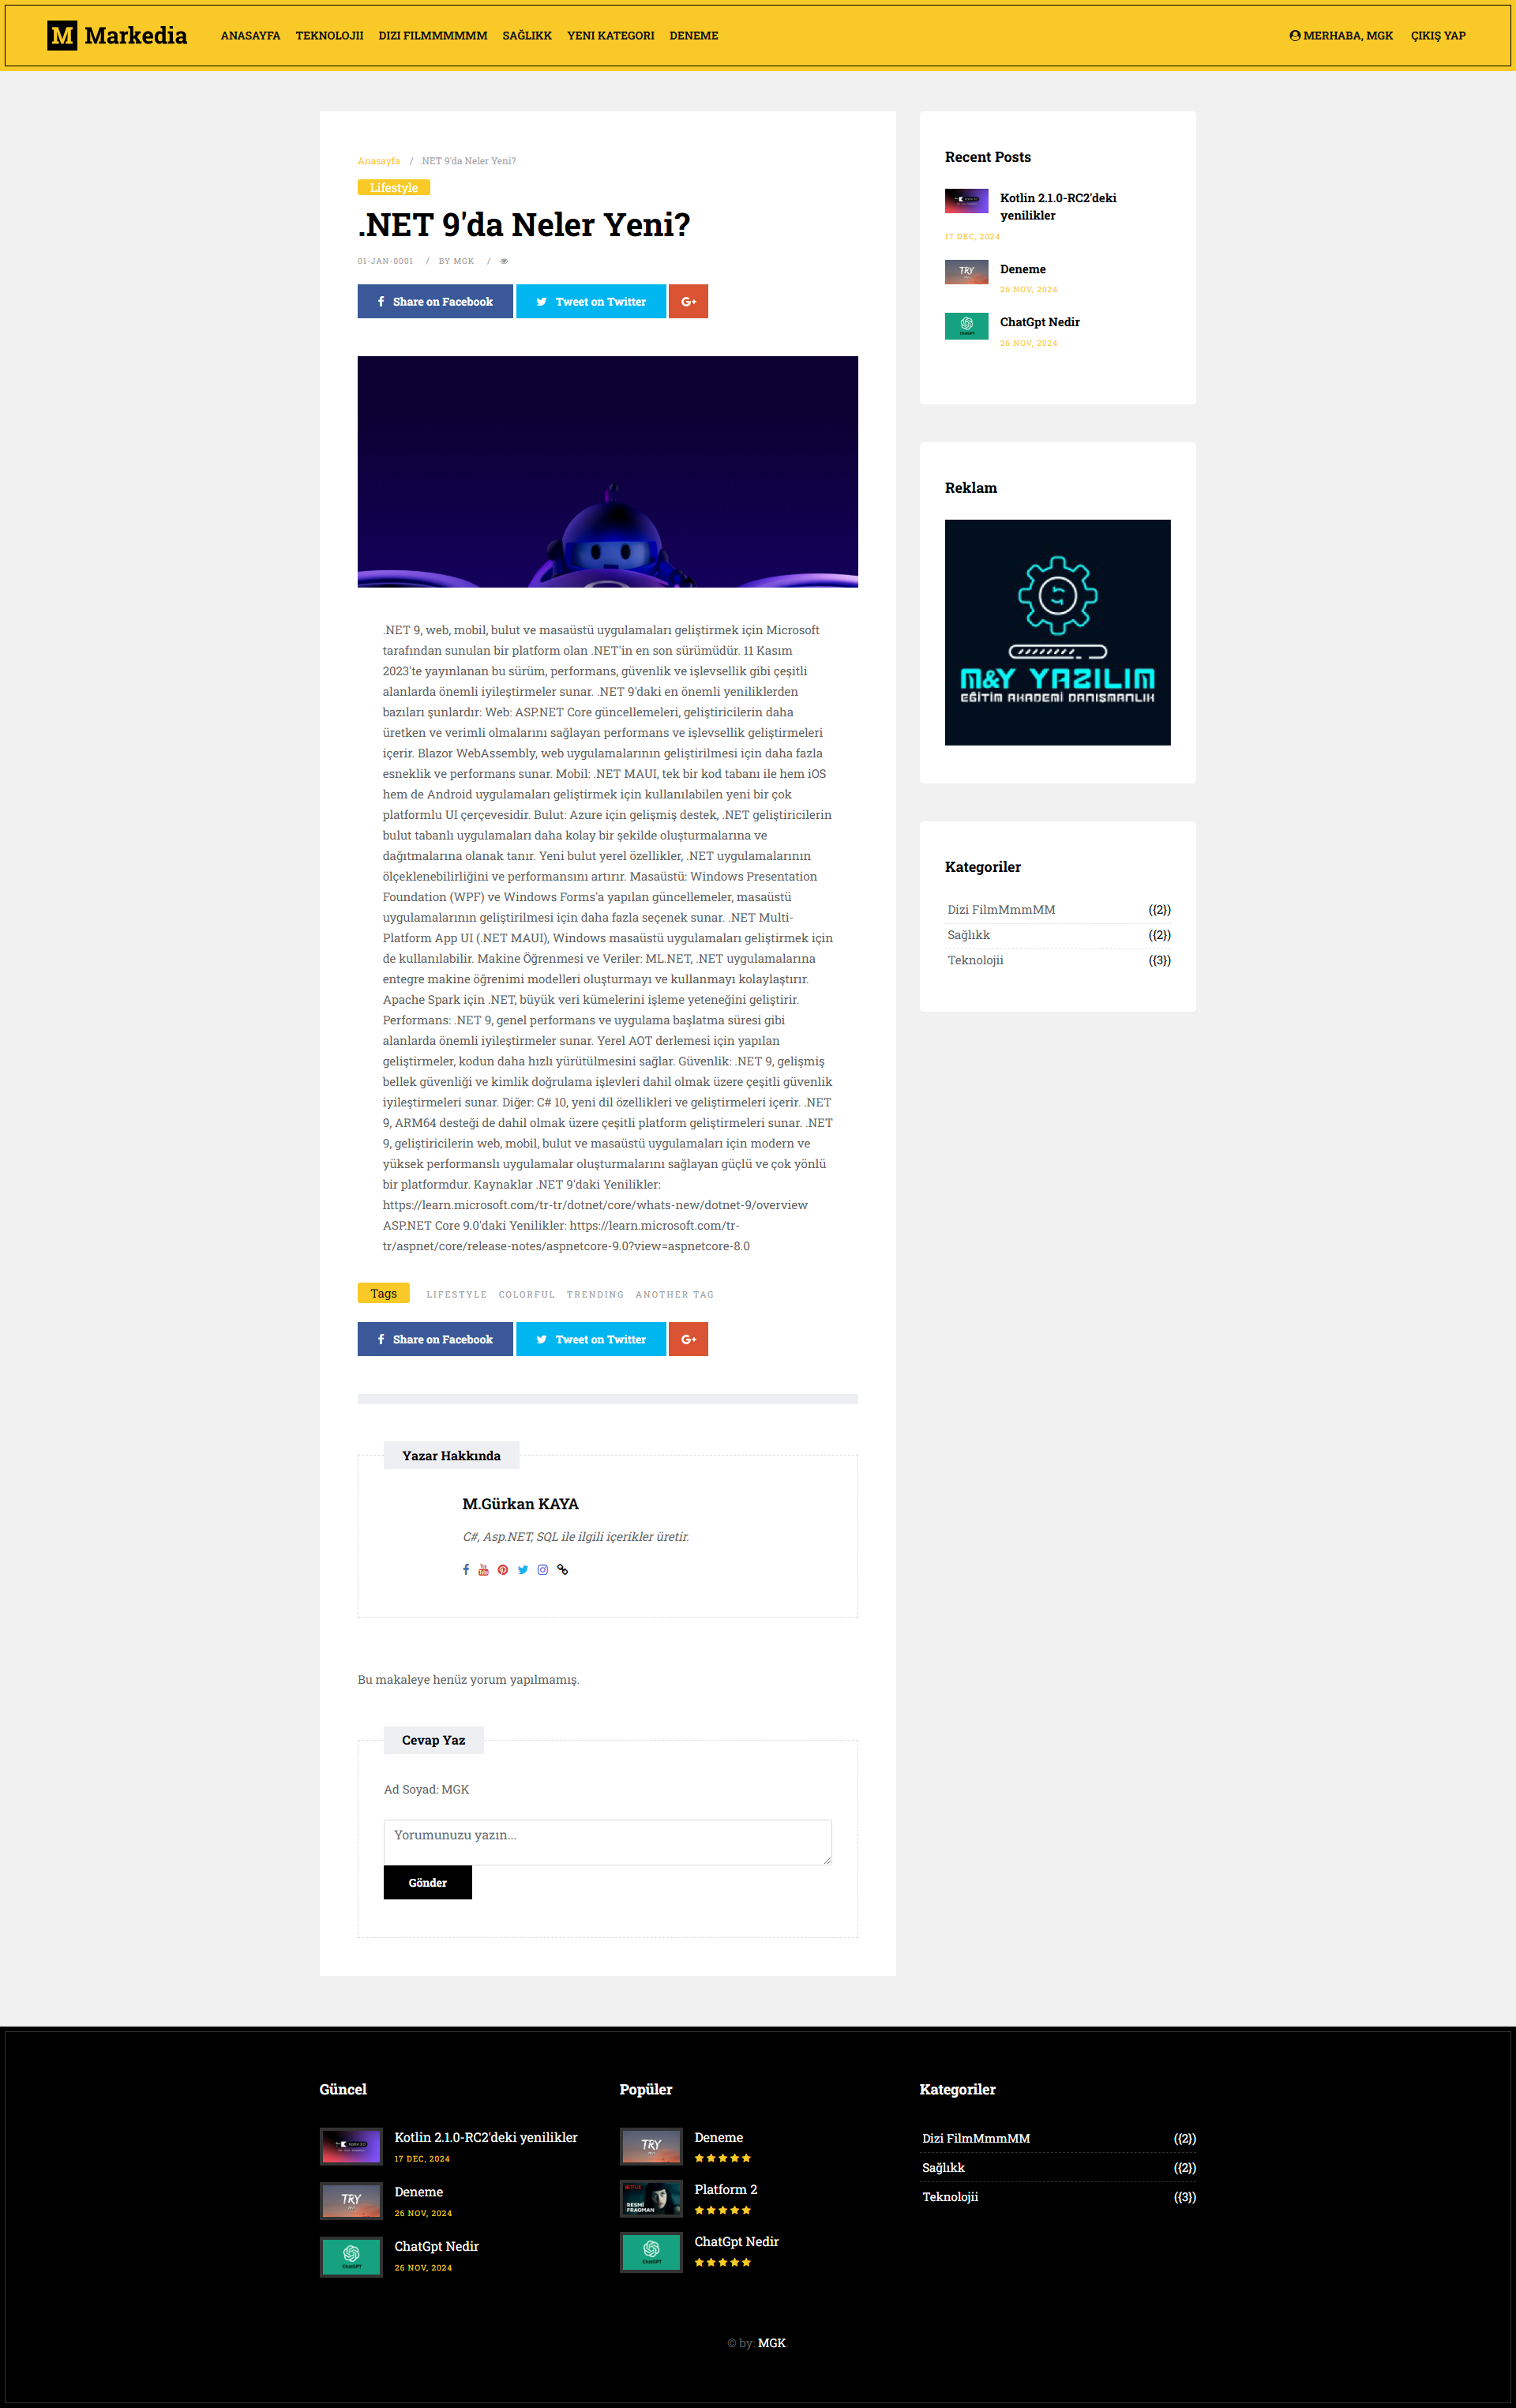 M Markedia
ANASAYFA TEKNOLOJII DIZI FILMMMMMM SAĞLIKK YENI KATEGORI DENEME
MERHABA, MGK ÇIKIŞ YAP
Anasayfa / .NET 9'da Neler Yeni?
Lifestyle
.NET 9'da Neler Yeni?
01-JAN-0001 / BY MGK /
Share on Facebook Tweet on Twitter G+
.NET 9, web, mobil, bulut ve masaüstü uygulamaları geliştirmek için Microsoft
tarafından sunulan bir platform olan .NET'in en son sürümüdür. 11 Kasım
2023'te yayınlanan bu sürüm, performans, güvenlik ve işlevsellik gibi çeşitli
alanlarda önemli iyileştirmeler sunar. .NET 9'daki en önemli yeniliklerden
bazıları şunlardır: Web: ASP.NET Core güncellemeleri, geliştiricilerin daha
üretken ve verimli olmalarını sağlayan performans ve işlevsellik geliştirmeleri
içerir. Blazor WebAssembly, web uygulamalarının geliştirilmesi için daha fazla
esneklik ve performans sunar. Mobil: .NET MAUI, tek bir kod tabanı ile hem iOS
hem de Android uygulamaları geliştirmek için kullanılabilen yeni bir çok
platformlu UI çerçevesidir. Bulut: Azure için gelişmiş destek, .NET geliştiricilerin
bulut tabanlı uygulamaları daha kolay bir şekilde oluşturmalarına ve
dağıtmalarına olanak tanır. Yeni bulut yerel özellikler, .NET uygulamalarının
ölçeklenebilirliğini ve performansını artırır. Masaüstü: Windows Presentation
Foundation (WPF) ve Windows Forms'a yapılan güncellemeler, masaüstü
uygulamalarının geliştirilmesi için daha fazla seçenek sunar. .NET Multi-
Platform App UI (.NET MAUI), Windows masaüstü uygulamaları geliştirmek için
de kullanılabilir. Makine Öğrenmesi ve Veriler: ML.NET, .NET uygulamalarına
entegre makine öğrenimi modelleri oluşturmayı ve kullanmayı kolaylaştırır.
Apache Spark için .NET, büyük veri kümelerini işleme yeteneğini geliştirir.
Performans: .NET 9, genel performans ve uygulama başlatma süresi gibi
alanlarda önemli iyileştirmeler sunar. Yerel AOT derlemesi için yapılan
geliştirmeler, kodun daha hızlı yürütülmesini sağlar. Güvenlik: .NET 9, gelişmiş
bellek güvenliği ve kimlik doğrulama işlevleri dahil olmak üzere çeşitli güvenlik
iyileştirmeleri sunar. Diğer: C# 10, yeni dil özellikleri ve geliştirmeleri içerir. .NET
9, ARM64 desteği de dahil olmak üzere çeşitli platform geliştirmeleri sunar. .NET
9, geliştiricilerin web, mobil, bulut ve masaüstü uygulamaları için modern ve
yüksek performanslı uygulamalar oluşturmalarını sağlayan güçlü ve çok yönlü
bir platformdur. Kaynaklar .NET 9'daki Yenilikler:
https://learn.microsoft.com/tr-tr/dotnet/core/whats-new/dotnet-9/overview
ASP.NET Core 9.0'daki Yenilikler: https://learn.microsoft.com/tr-
tr/aspnet/core/release-notes/aspnetcore-9.0?view=aspnetcore-8.0
Tags LIFESTYLE COLORFUL TRENDING ANOTHER TAG
Share on Facebook Tweet on Twitter G+
Yazar Hakkında
M.Gürkan KAYA
C#, Asp.NET, SQL ile ilgili içerikler üretir.
Bu makaleye henüz yorum yapılmamış.
Cevap Yaz
Ad Soyad: MGK
Yorumunuzu yazın...
Gönder
Recent Posts
Kotlin 2.1.0-RC2'deki
yenilikler
17 DEC, 2024
TRY
Deneme
26 NOV, 2024
CHATGPT
ChatGpt Nedir
26 NOV, 2024
Reklam
M&Y YAZILIM
EĞİTİM AKADEMİ DANIŞMANLIK
Kategoriler
Dizi FilmMmmMM ({2})
Sağlıkk ({2})
Teknolojii ({3})
Güncel
Kotlin 2.1.0-RC2'deki yenilikler
17 DEC, 2024
TRY
Deneme
26 NOV, 2024
ChatGPT
ChatGpt Nedir
26 NOV, 2024
Popüler
TRY
Deneme
NETFLIX
RESMİ
FRAGMAN
Platform 2
ChatGPT
ChatGpt Nedir
Kategoriler
Dizi FilmMmmMM ({2})
Sağlıkk ({2})
Teknolojii ({3})
© by: MGK.